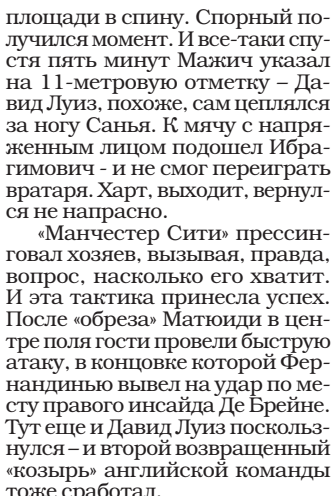 площади в спину. Спорный по-
лучился момент. И все-таки спу-
стя пять минут Мажич указал
на 11-метровую отметку – Да-
вид Луиз, похоже, сам цеплялся
за ногу Санья. К мячу с напря-
женным лицом подошел Ибра-
гимович - и не смог переиграть
вратаря. Харт, выходит, вернул-
ся не напрасно.
«Манчестер Сити» прессин-
говал хозяев, вызывая, правда,
вопрос, насколько его хватит.
И эта тактика принесла успех.
После «обреза» Матюиди в цен-
тре поля гости провели быструю
атаку, в концовке которой Фер-
нандинью вывел на удар по ме-
сту правого инсайда Де Брейне.
Тут еще и Давид Луиз поскольз-
нулся – и второй возвращенный
«козырь» английской команды
тоже сработал.